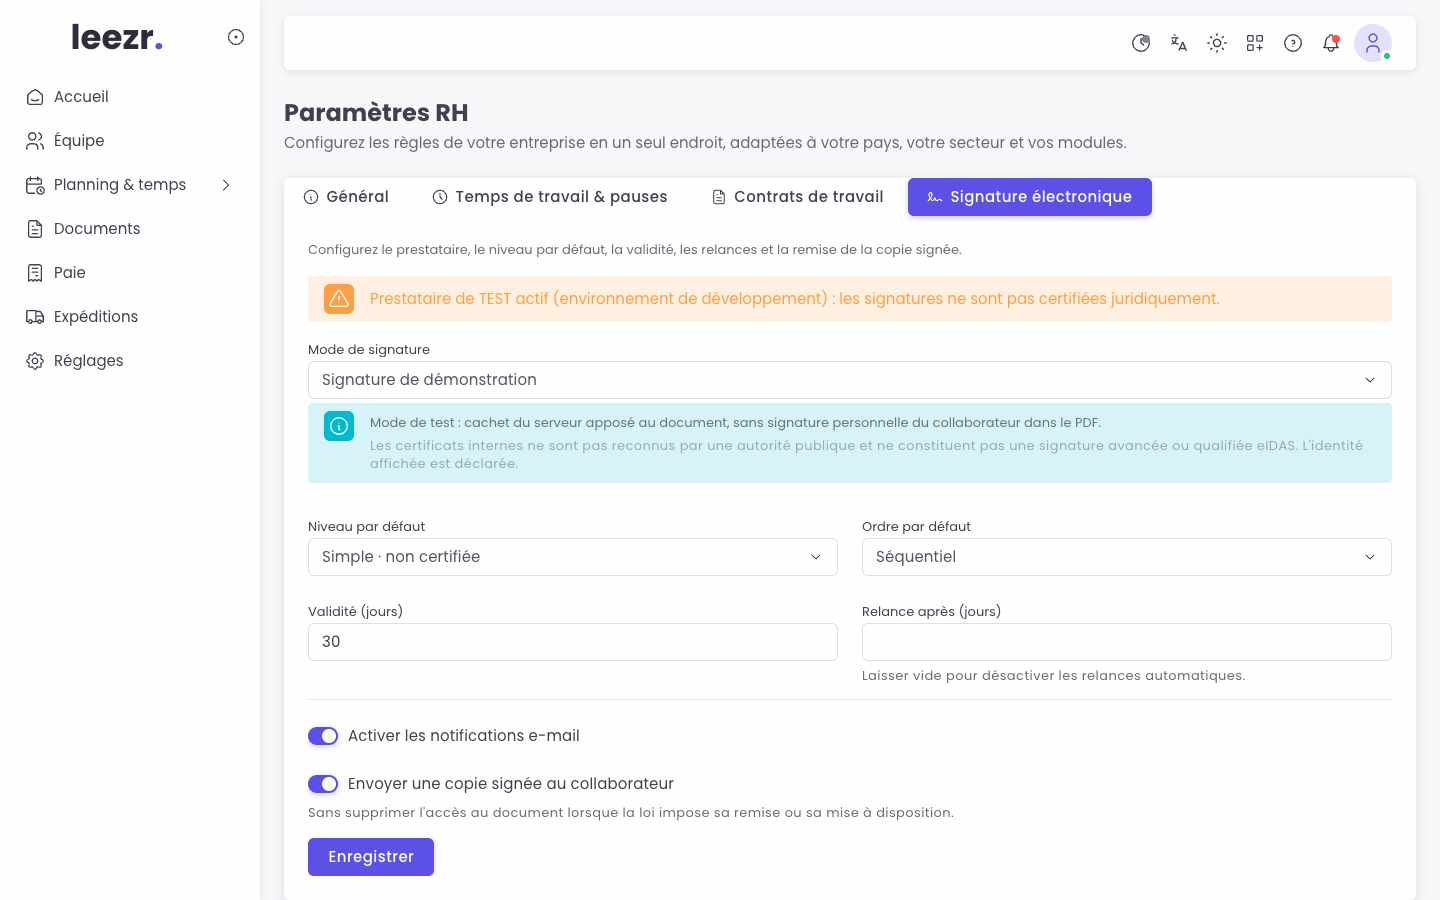 leezr.
Accueil
Équipe
Planning & temps
Documents
Paie
Expéditions
Réglages
Paramètres RH
Configurez les règles de votre entreprise en un seul endroit, adaptées à votre pays, votre secteur et vos modules.
Général
Temps de travail & pauses
Contrats de travail
Signature électronique
Configurez le prestataire, le niveau par défaut, la validité, les relances et la remise de la copie signée.
Prestataire de TEST actif (environnement de développement) : les signatures ne sont pas certifiées juridiquement.
Mode de signature
Signature de démonstration
Mode de test : cachet du serveur apposé au document, sans signature personnelle du collaborateur dans le PDF.
Les certificats internes ne sont pas reconnus par une autorité publique et ne constituent pas une signature avancée ou qualifiée eIDAS. L'identité
affichée est déclarée.
Niveau par défaut
Ordre par défaut
Simple · non certifiée
Séquentiel
Validité (jours)
Relance après (jours)
30
Laisser vide pour désactiver les relances automatiques.
Activer les notifications e-mail
Envoyer une copie signée au collaborateur
Sans supprimer l'accès au document lorsque la loi impose sa remise ou sa mise à disposition.
Enregistrer